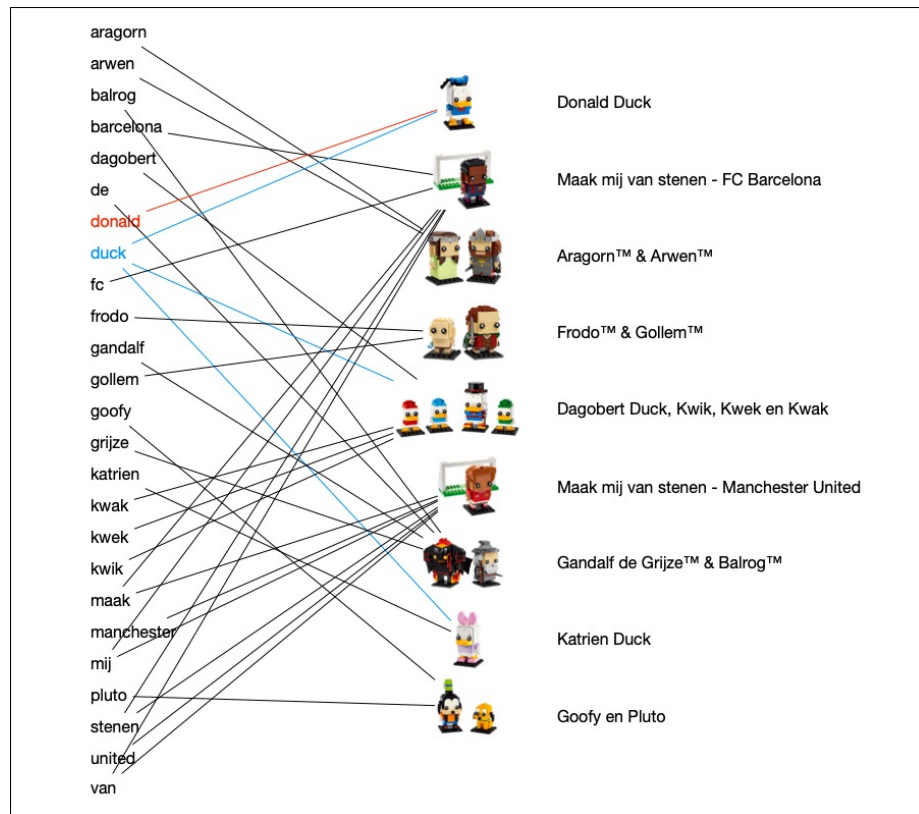 aragorn
arwen
balrog
barcelona
dagobert
de
donald
duck
fc
frodo
gandalf
gollem
goofy
grijze
katrien
kwak
kwek
kwik
maak
manchester
mij
pluto
stenen
united
van
Donald Duck
Maak mij van stenen - FC Barcelona
Aragorn™ & Arwen™
Frodo™ & Gollem™
Dagobert Duck, Kwik, Kwek en Kwak
Maak mij van stenen - Manchester United
Gandalf de Grijze™ & Balrog™
Katrien Duck
Goofy en Pluto